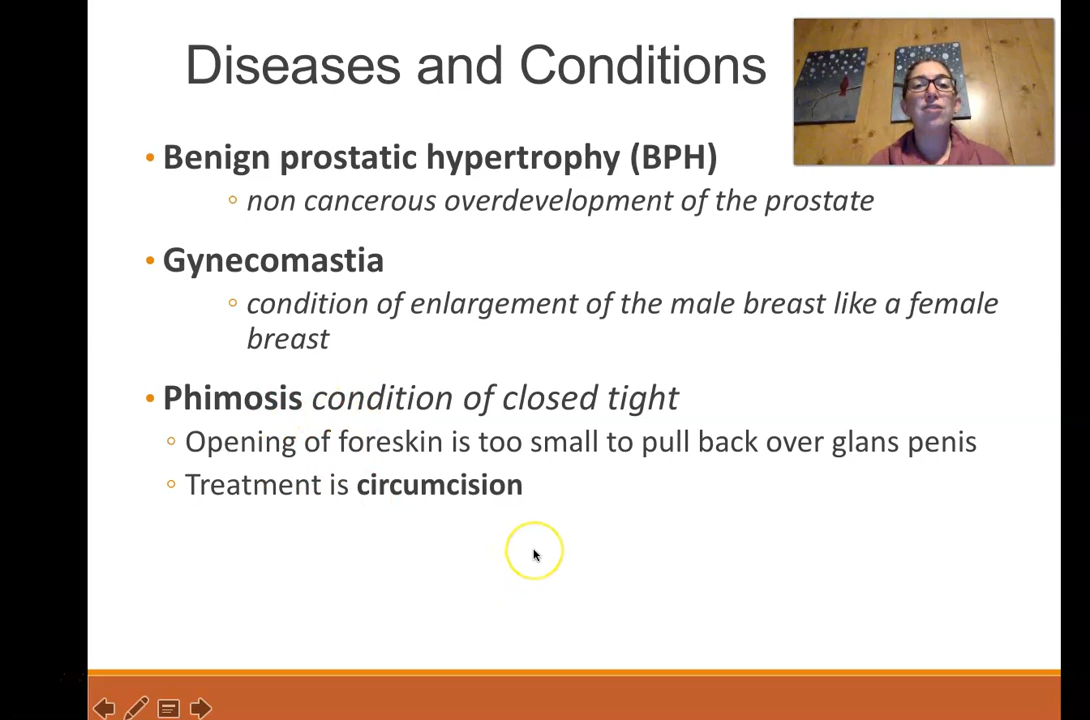 Diseases and Conditions
• Benign prostatic hypertrophy (BPH)
◦ non cancerous overdevelopment of the prostate
• Gynecomastia
◦ condition of enlargement of the male breast like a female
breast
• Phimosis condition of closed tight
◦ Opening of foreskin is too small to pull back over glans penis
◦ Treatment is circumcision